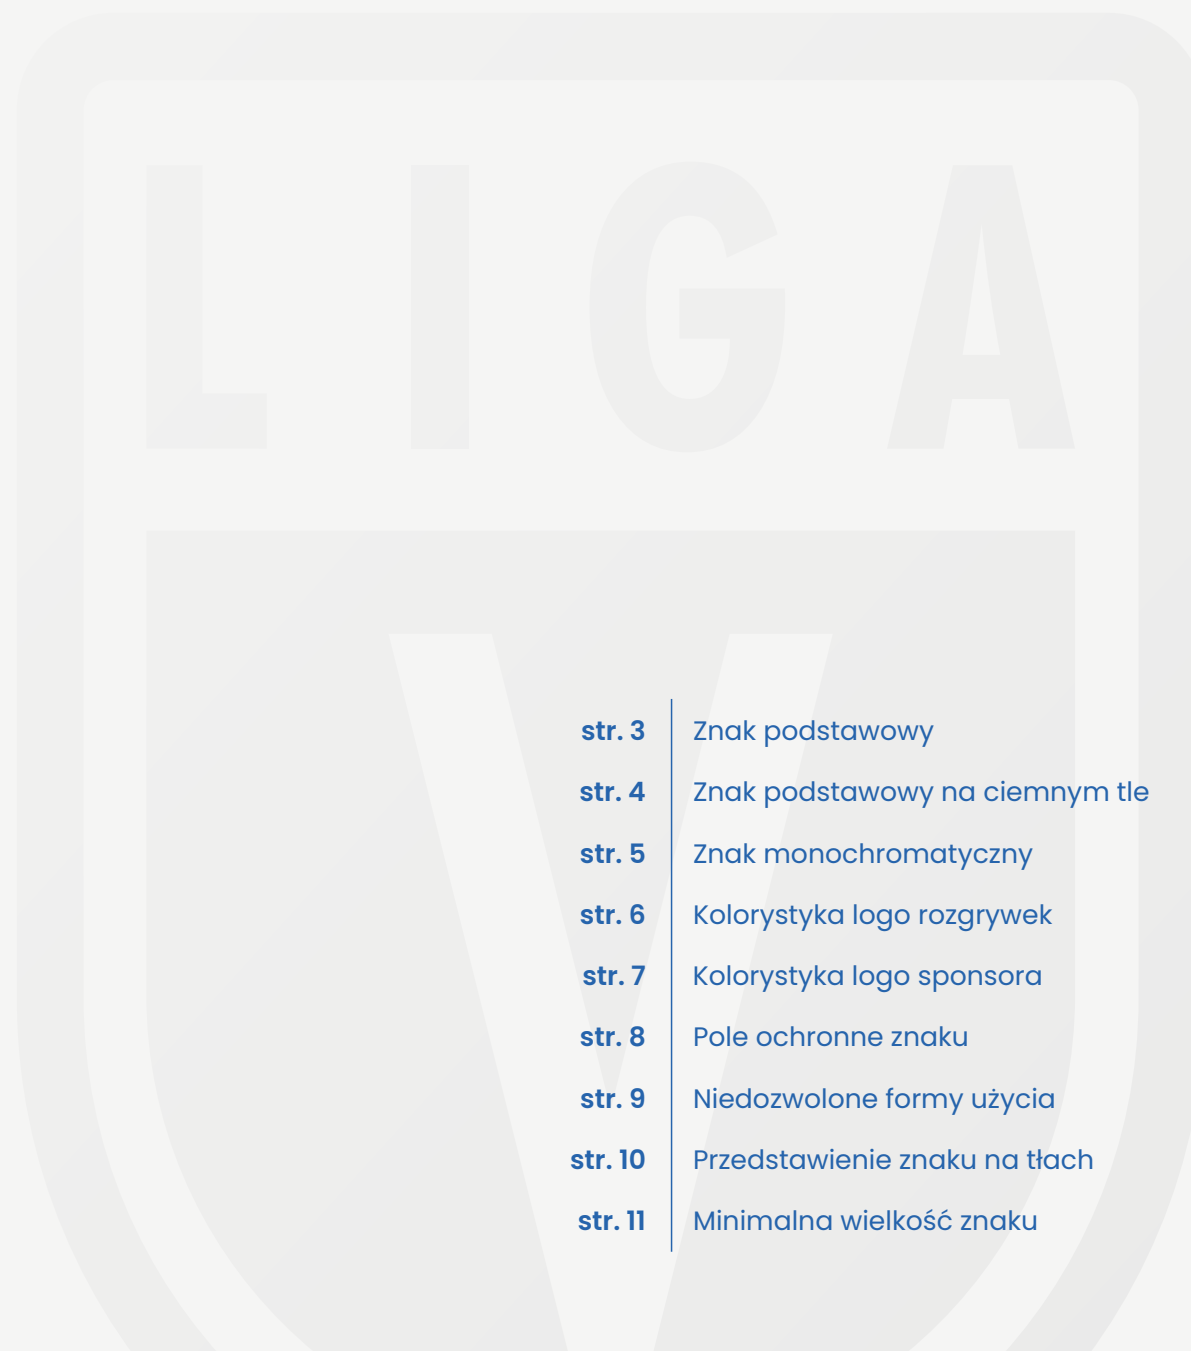 LIGA
V
str. 3 Znak podstawowy
str. 4 Znak podstawowy na ciemnym tle
str. 5 Znak monochromatyczny
str. 6 Kolorystyka logo rozgrywek
str. 7 Kolorystyka logo sponsora
str. 8 Pole ochronne znaku
str. 9 Niedozwolone formy użycia
str. 10 Przedstawienie znaku na tłach
str. 11 Minimalna wielkość znaku